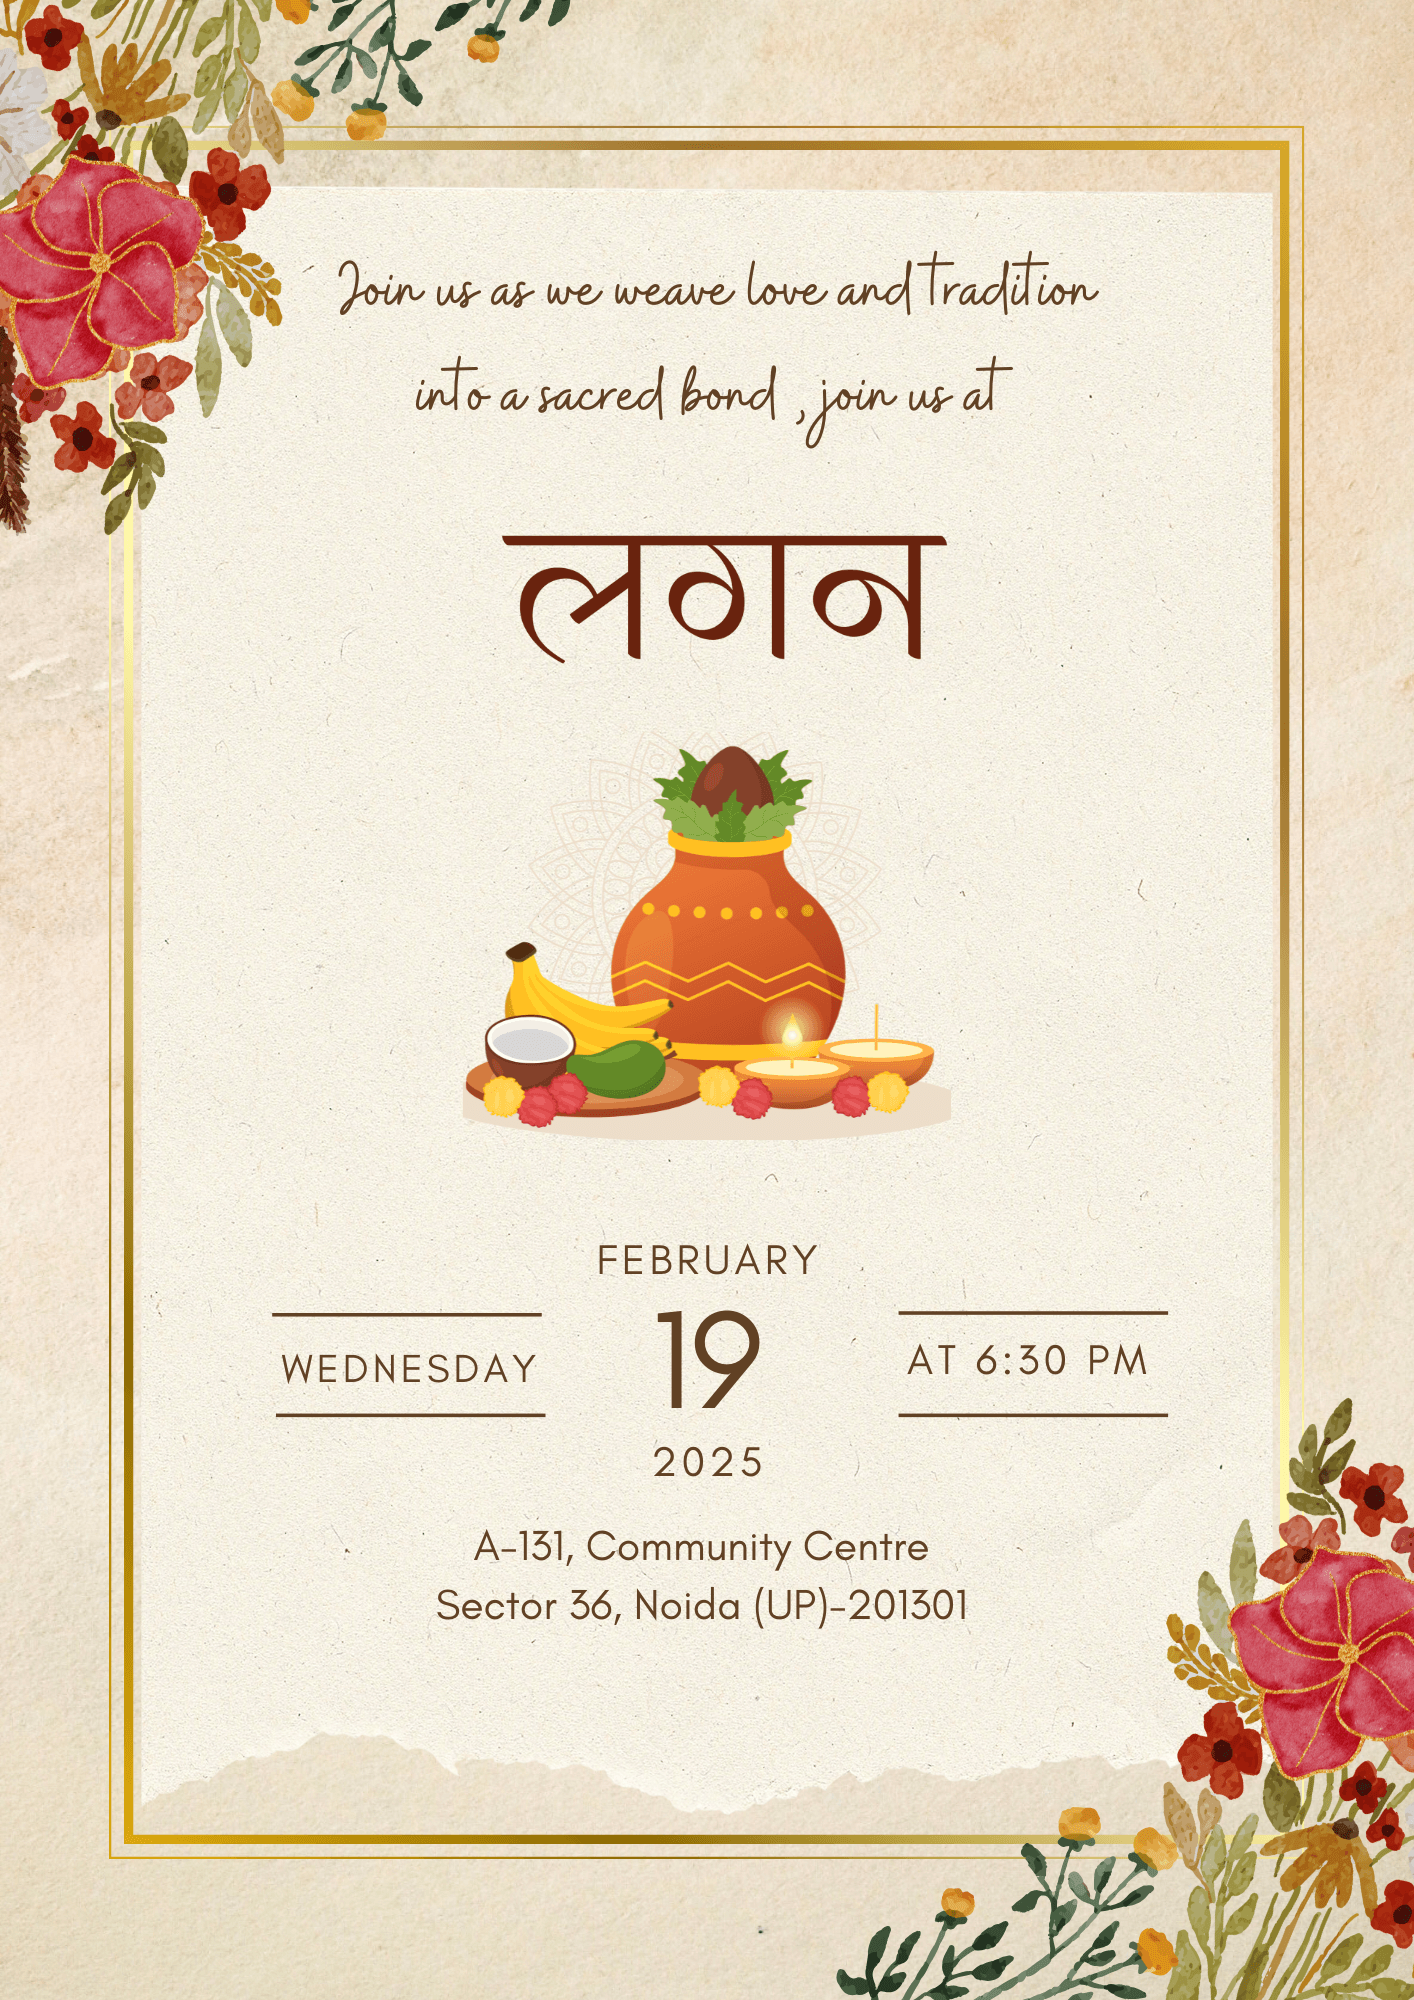 Join us as we weave love and tradition
into a sacred bond , join us at
लगन
FEBRUARY
WEDNESDAY
19
AT 6:30 PM
2025
A-131, Community Centre
Sector 36, Noida (UP)-201301